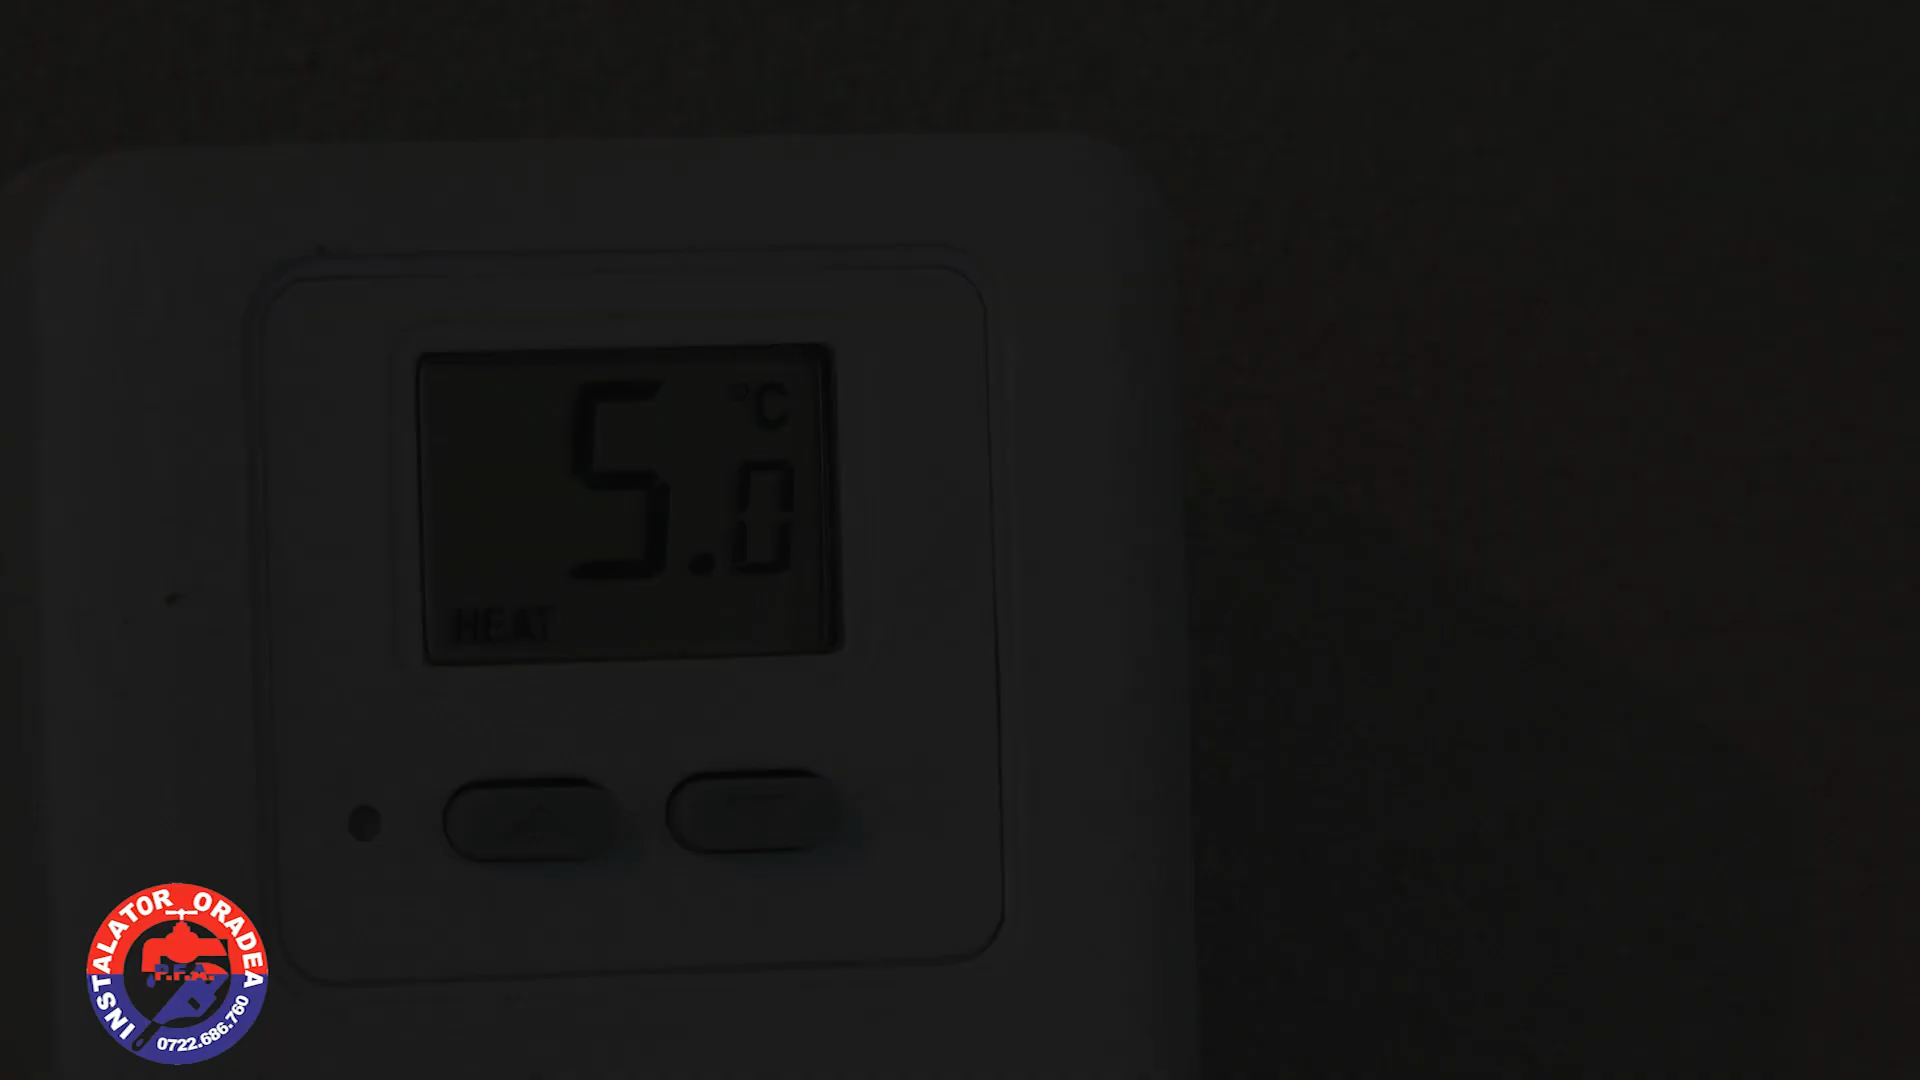 °C
5.0
HEAT
INSTALATOR ORADEA
P.F.A.
0722.686.760